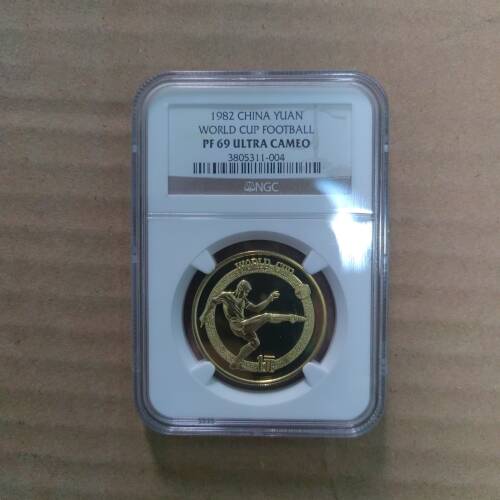 1982 CHINA YUAN
WORLD CUP FOOTBALL
PF 69 ULTRA CAMEO
3805311-004
NGC
WORLD CUP
1元